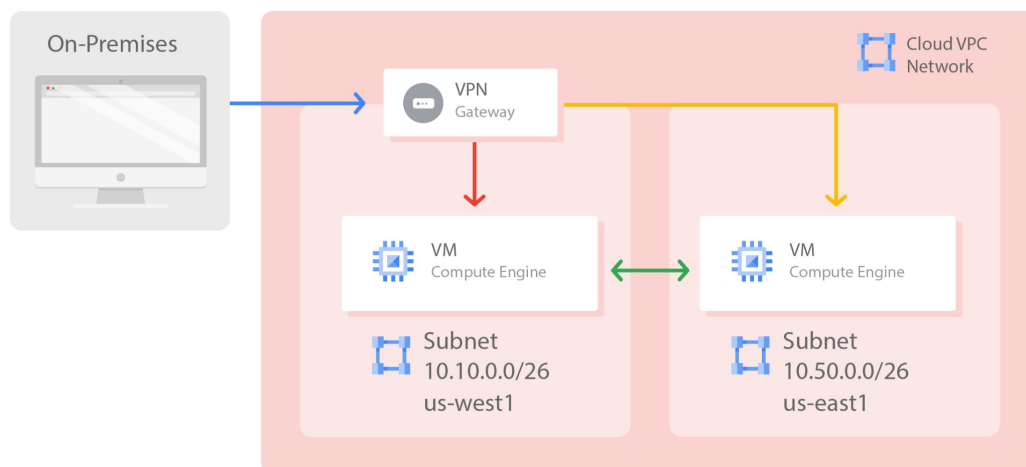 On-Premises
Cloud VPC
Network
VPN
Gateway
VM
Compute Engine
VM
Compute Engine
Subnet
10.10.0.0/26
us-west1
Subnet
10.50.0.0/26
us-east1